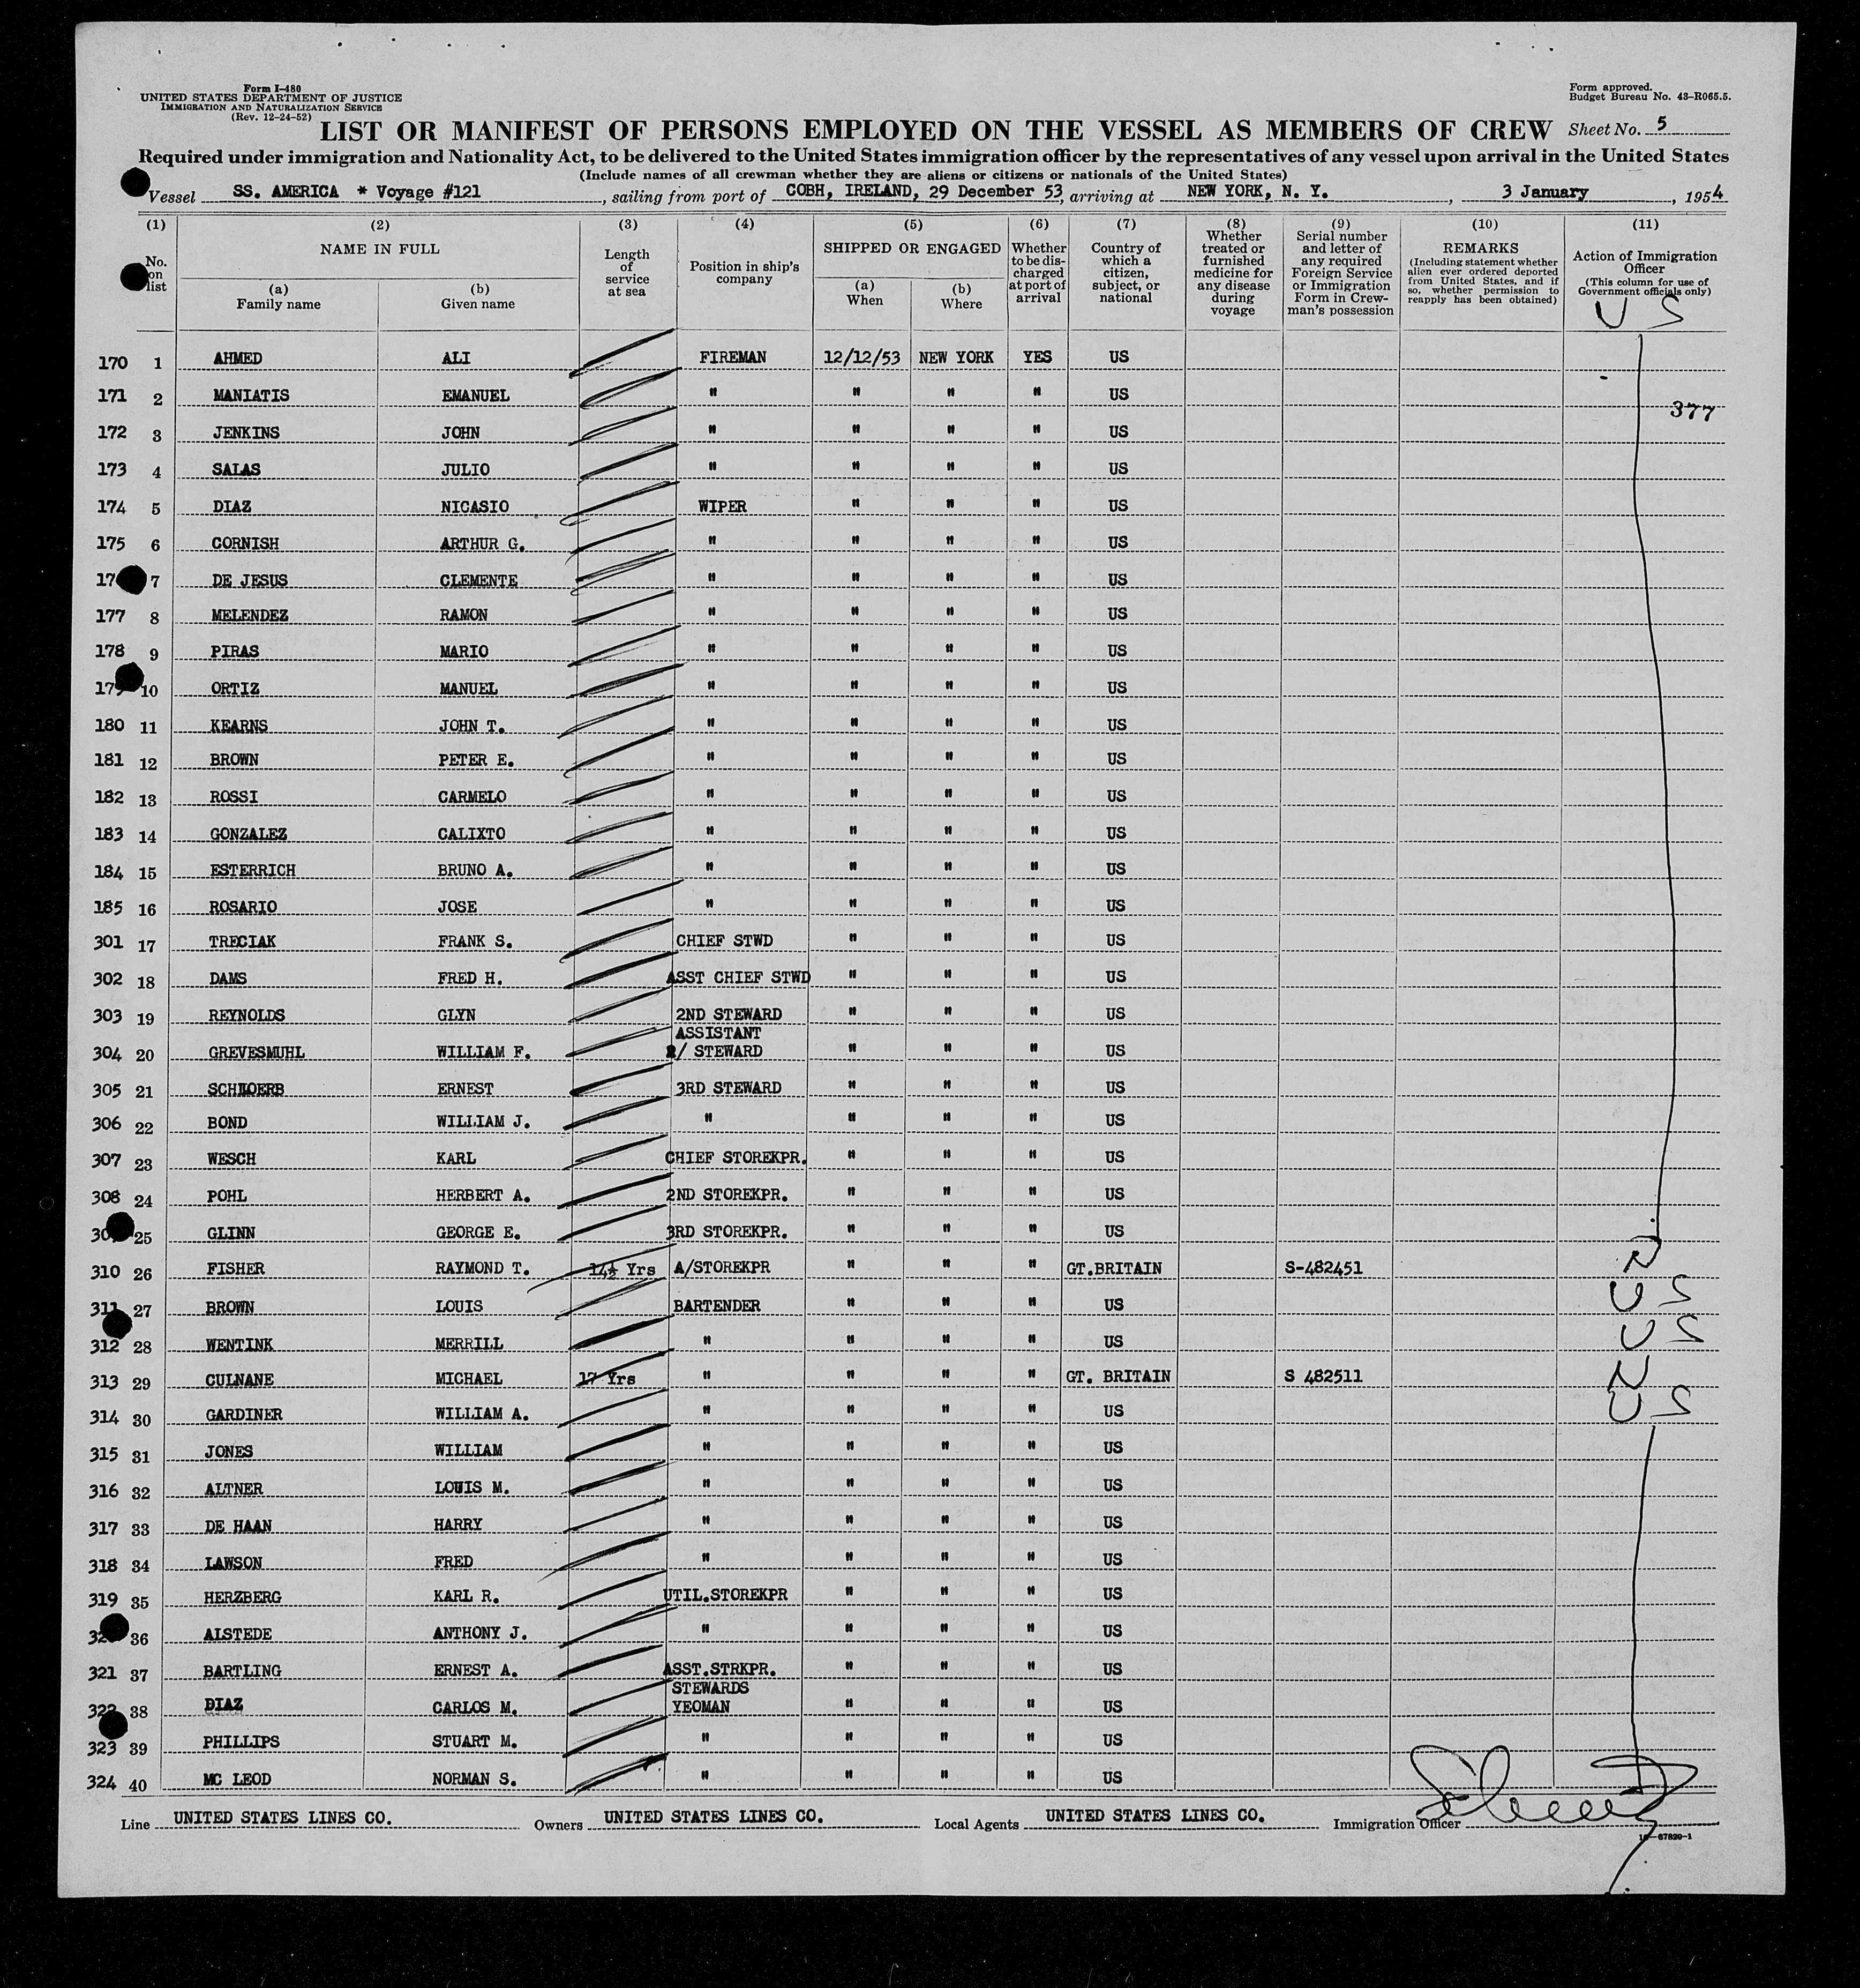 Form I-480
UNITED STATES DEPARTMENT OF JUSTICE
IMMIGRATION AND NATURALIZATION SERVICE
(Rev. 12-24-52)
Form approved.
Budget Bureau No. 43-R065.5.
LIST OR MANIFEST OF PERSONS EMPLOYED ON THE VESSEL AS MEMBERS OF CREW Sheet No. 5
Required under immigration and Nationality Act, to be delivered to the United States immigration officer by the representatives of any vessel upon arrival in the United States
(Include names of all crewman whether they are aliens or citizens or nationals of the United States)
Vessel SS. AMERICA * Voyage #121, sailing from port of COBH, IRELAND, 29 December 53, arriving at NEW YORK, N. Y., 3 January, 1954
(1) No. on list
(2) NAME IN FULL (a) Family name (b) Given name
(3) Length of service at sea
(4) Position in ship's company
(5) SHIPPED OR ENGAGED (a) When (b) Where
(6) Whether to be discharged at port of arrival
(7) Country of which a citizen, subject, or national
(8) Whether treated or furnished medicine for any disease during voyage
(9) Serial number and letter of any required Foreign Service or Immigration Form in Crewman's possession
(10) REMARKS (Including statement whether alien ever ordered deported from United States, and if so, whether permission to reapply has been obtained)
(11) Action of Immigration Officer (This column for use of Government officials only)
US
170 1 AHMED ALI FIREMAN 12/12/53 NEW YORK YES US
171 2 MANIATIS EMANUEL " " " " US
377
172 3 JENKINS JOHN " " " " US
173 4 SALAS JULIO " " " " US
174 5 DIAZ NICASIO WIPER " " " US
175 6 CORNISH ARTHUR G. " " " " US
17 7 DE JESUS CLEMENTE " " " " US
177 8 MELENDEZ RAMON " " " " US
178 9 PIRAS MARIO " " " " US
179 10 ORTIZ MANUEL " " " " US
180 11 KEARNS JOHN T. " " " " US
181 12 BROWN PETER E. " " " " US
182 13 ROSSI CARMELO " " " " US
183 14 GONZALEZ CALIXTO " " " " US
184 15 ESTERRICH BRUNO A. " " " " US
185 16 ROSARIO JOSE " " " " US
301 17 TRECIAK FRANK S. CHIEF STWD " " " US
302 18 DAMS FRED H. ASST CHIEF STWD " " " US
303 19 REYNOLDS GLYN 2ND STEWARD " " " US
304 20 GREVESMUHL WILLIAM F. ASSISTANT 2/ STEWARD " " " US
305 21 ERNEST 3RD STEWARD " " " US
306 22 BOND WILLIAM J. " " " " US
307 23 WESCH KARL CHIEF STOREKPR. " " " US
308 24 POHL HERBERT A. 2ND STOREKPR. " " " US
30 25 GLINN GEORGE E. 3RD STOREKPR. " " " US
310 26 FISHER RAYMOND T. 14½ Yrs A/STOREKPR " " " GT.BRITAIN S-482451 N
311 27 BROWN LOUIS BARTENDER " " " US US
312 28 WENTINK MERRILL " " " " US US
313 29 CULNANE MICHAEL 17 Yrs " " " " GT. BRITAIN S 482511 N
314 30 GARDINER WILLIAM A. " " " " US US
315 31 JONES WILLIAM " " " " US
316 32 ALTNER LOUIS M. " " " " US
317 33 DE HAAN HARRY " " " " US
318 34 LAWSON FRED " " " " US
319 35 HERZBERG KARL R. UTIL.STOREKPR " " " US
32 36 ALSTEDE ANTHONY J. " " " " US
321 37 BARTLING ERNEST A. ASST.STRKPR. " " " US
322 38 DIAZ CARLOS M. STEWARDS YEOMAN " " " US
323 39 PHILLIPS STUART M. " " " " US
324 40 MC LEOD NORMAN S. " " " " US
Line UNITED STATES LINES CO. Owners UNITED STATES LINES CO. Local Agents UNITED STATES LINES CO. Immigration Officer
16-67820-1